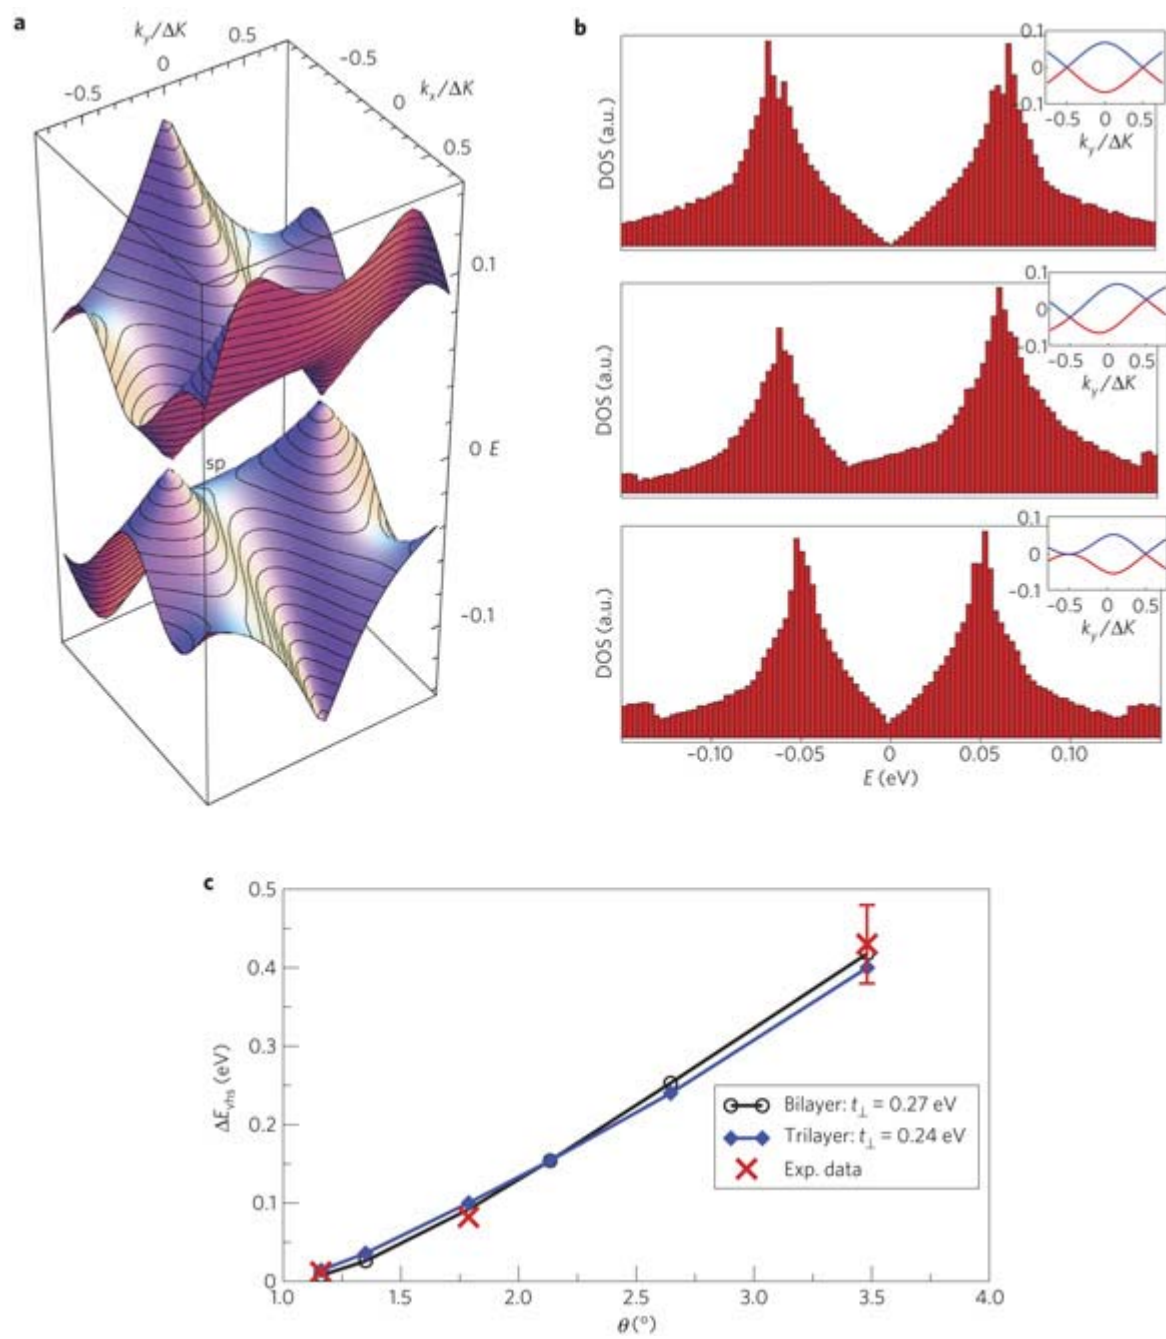 a
k_y/ΔK
-0.5
0
0.5
-0.5
k_x/ΔK
0
0.5
0.1
0 E
sp
-0.1
b
DOS (a.u.)
0.1
0
-0.1
-0.5 0 0.5
k_y/ΔK
DOS (a.u.)
0.1
0
-0.1
-0.5 0 0.5
k_y/ΔK
DOS (a.u.)
0.1
0
-0.1
-0.5 0 0.5
k_y/ΔK
-0.10 -0.05 0 0.05 0.10
E (eV)
c
0.5
0.4
0.3
0.2
0.1
0
ΔE_vhs (eV)
Bilayer: t⊥ = 0.27 eV
Trilayer: t⊥ = 0.24 eV
Exp. data
1.0 1.5 2.0 2.5 3.0 3.5 4.0
θ(°)